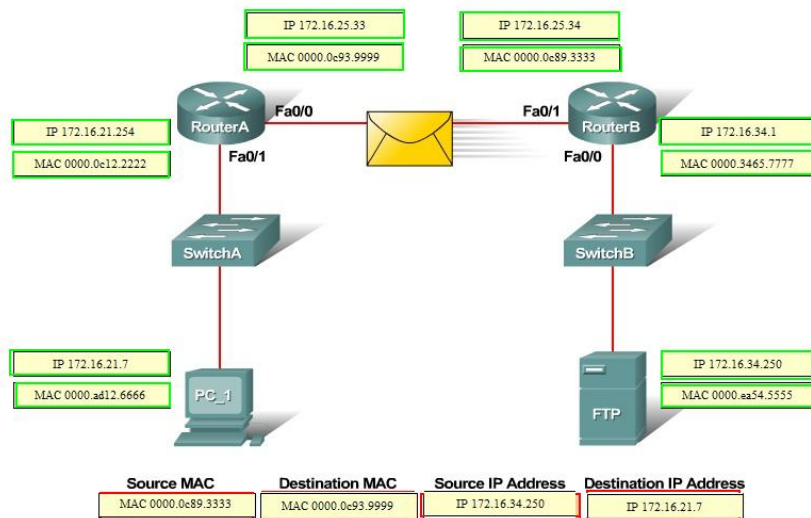 IP 172.16.25.33
IP 172.16.25.34
MAC 0000.0c93.9999
MAC 0000.0c89.3333
Fa0/0
Fa0/1
RouterA
RouterB
IP 172.16.21.254
IP 172.16.34.1
MAC 0000.0c12.2222
MAC 0000.3465.7777
Fa0/1
Fa0/0
SwitchA
SwitchB
IP 172.16.21.7
IP 172.16.34.250
MAC 0000.ad12.6666
MAC 0000.ea54.5555
PC_1
FTP
Source MAC Destination MAC Source IP Address Destination IP Address
MAC 0000.0c89.3333 MAC 0000.0c93.9999 IP 172.16.34.250 IP 172.16.21.7